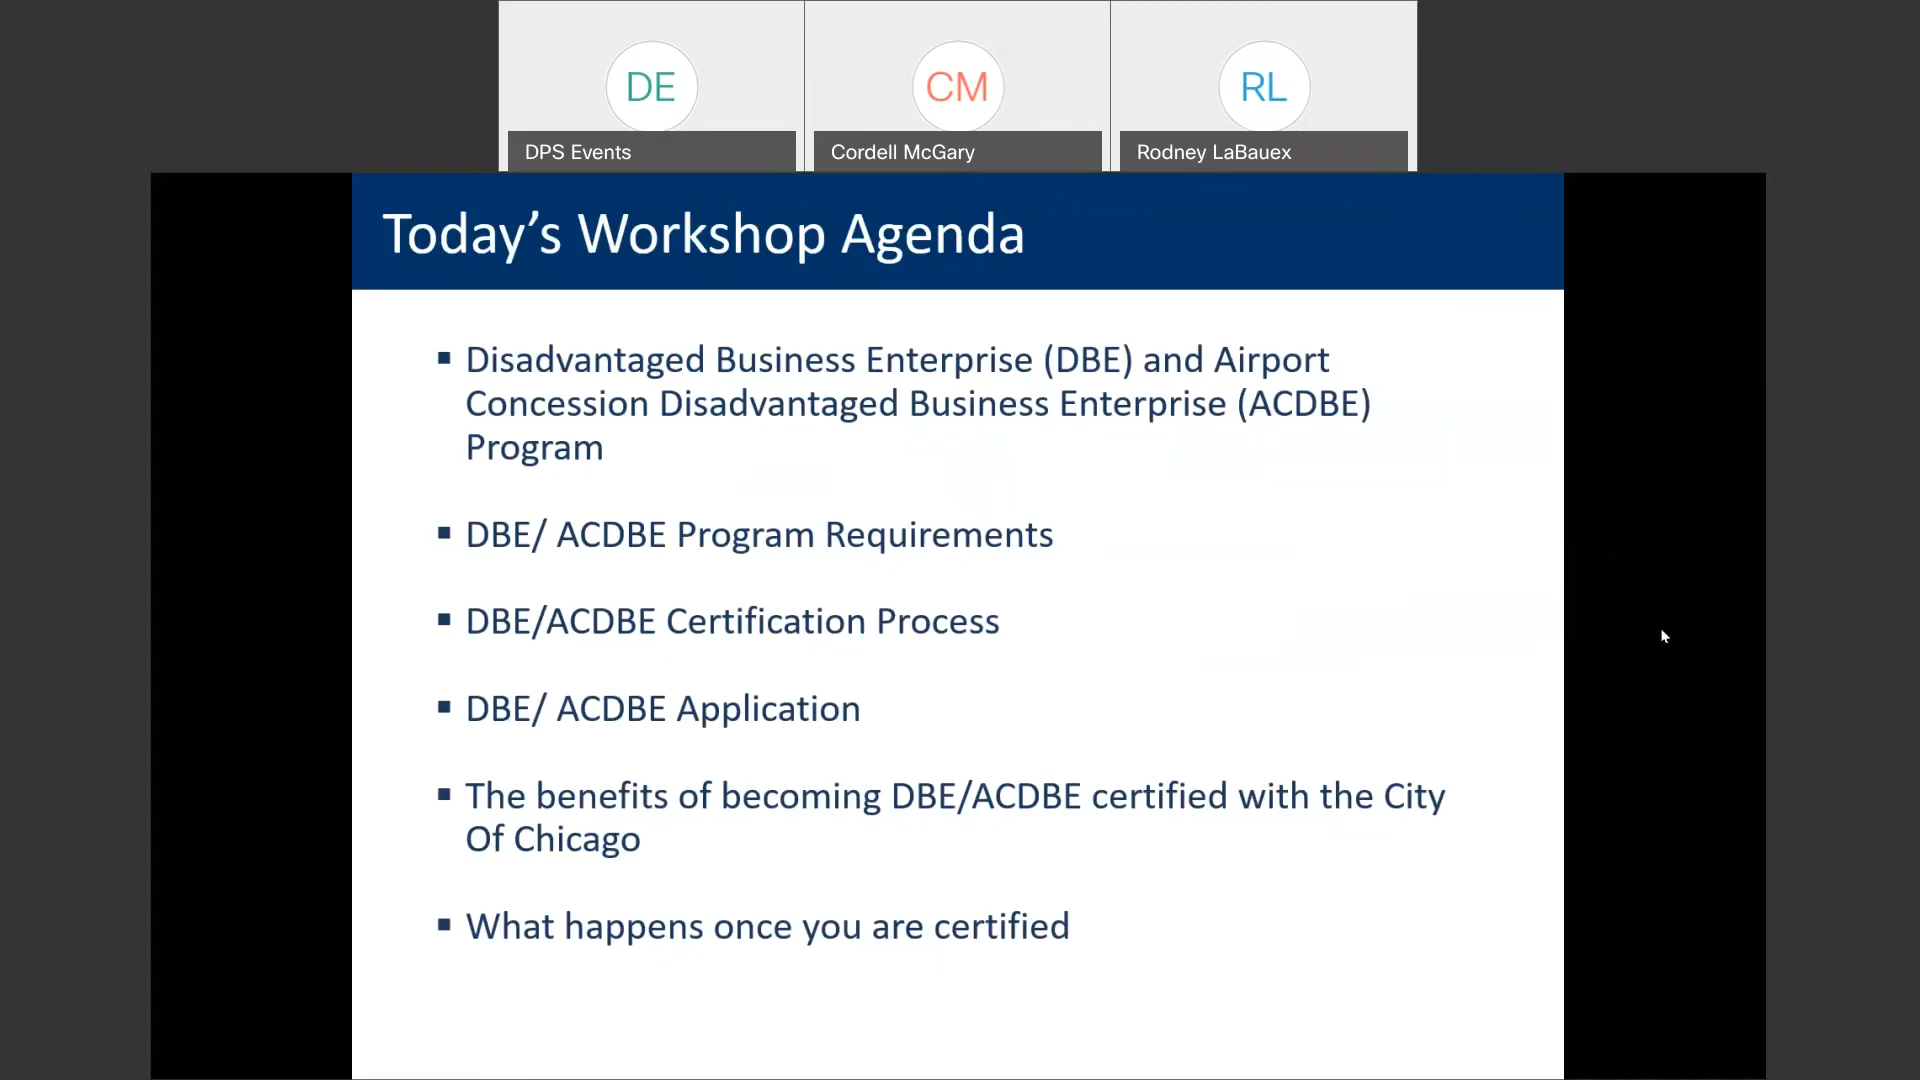 DE
CM
RL
DPS Events
Cordell McGary
Rodney LaBauex
Today’s Workshop Agenda
▪ Disadvantaged Business Enterprise (DBE) and Airport
Concession Disadvantaged Business Enterprise (ACDBE)
Program
▪ DBE/ ACDBE Program Requirements
▪ DBE/ACDBE Certification Process
▪ DBE/ ACDBE Application
▪ The benefits of becoming DBE/ACDBE certified with the City
Of Chicago
▪ What happens once you are certified